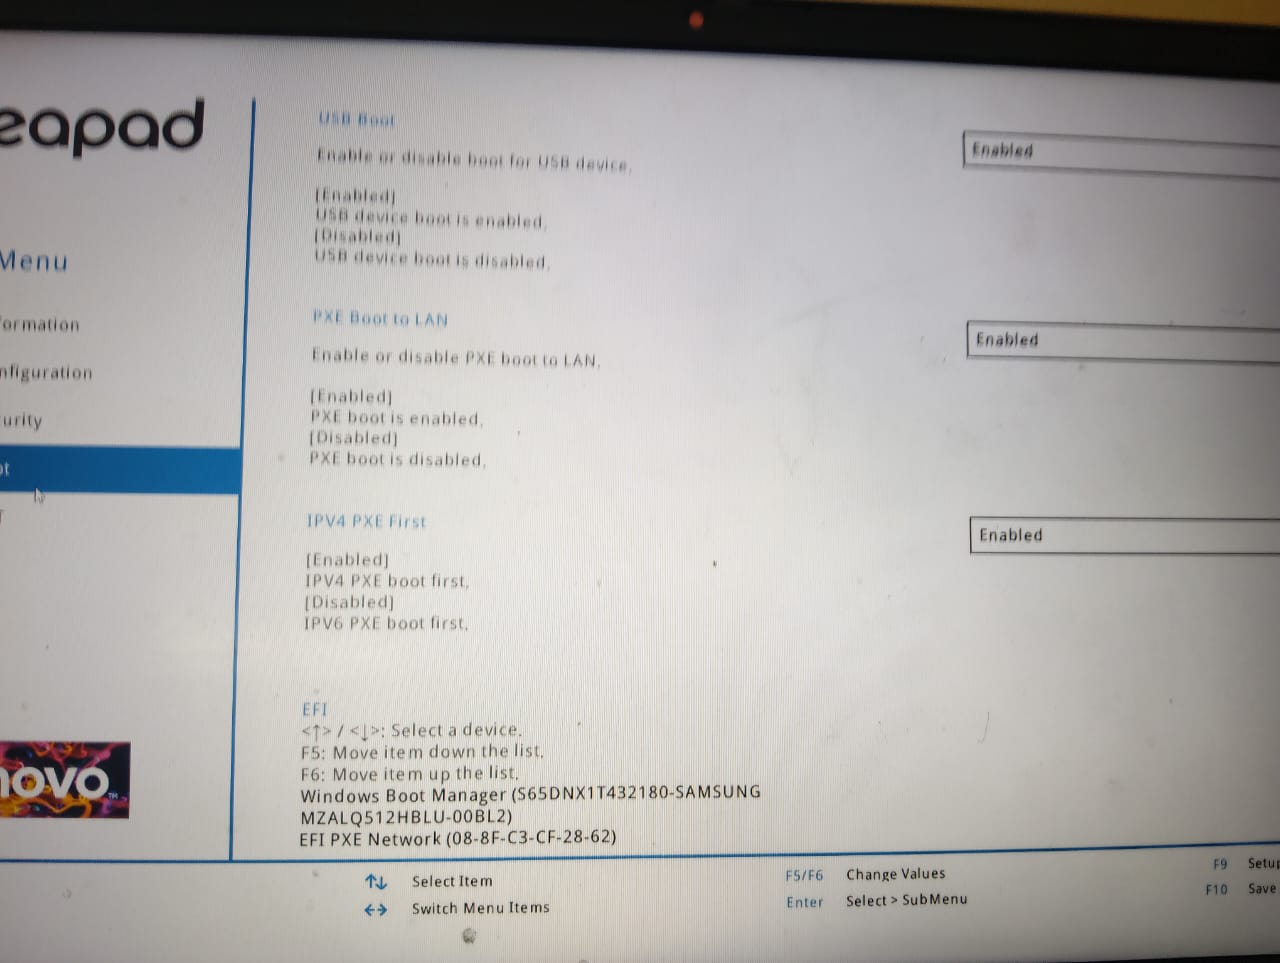 eapad
Menu
ormation
nfiguration
urity
ot
novo
USB Boot
Enabled
Enable or disable boot for USB device.
[Enabled]
USB device boot is enabled.
[Disabled]
USB device boot is disabled.
PXE Boot to LAN
Enabled
Enable or disable PXE boot to LAN.
[Enabled]
PXE boot is enabled.
[Disabled]
PXE boot is disabled.
IPV4 PXE First
Enabled
[Enabled]
IPV4 PXE boot first.
[Disabled]
IPV6 PXE boot first.
EFI
<↑> / <↓>: Select a device.
F5: Move item down the list.
F6: Move item up the list.
Windows Boot Manager (S65DNX1T432180-SAMSUNG
MZALQ512HBLU-00BL2)
EFI PXE Network (08-8F-C3-CF-28-62)
↑↓ Select Item
F5/F6 Change Values
F9 Setup
←→ Switch Menu Items
Enter Select > SubMenu
F10 Save